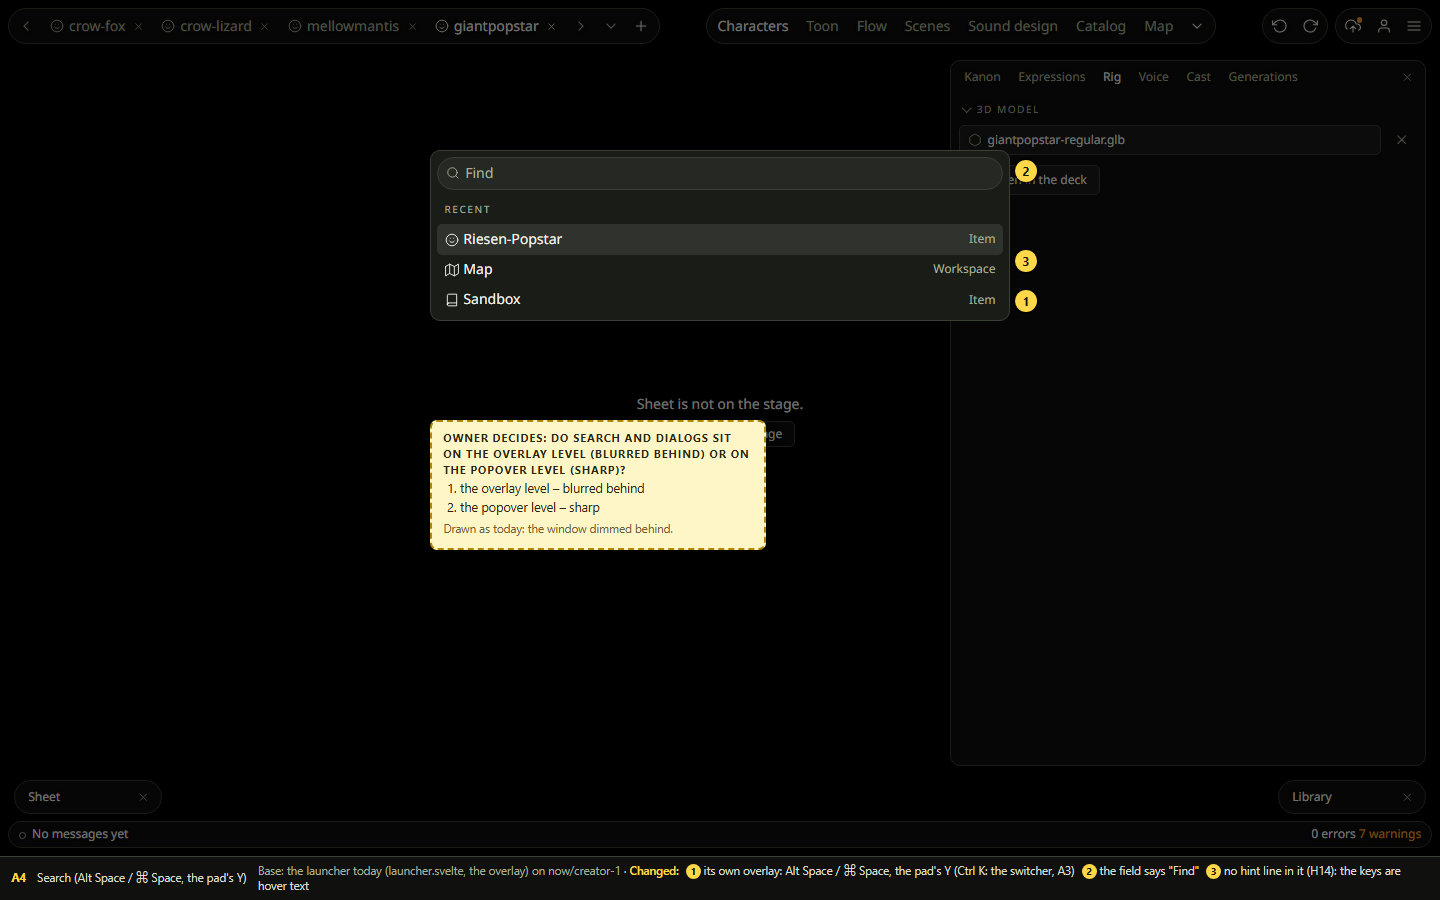 crow-fox crow-lizard mellowmantis giantpopstar
Characters Toon Flow Scenes Sound design Catalog Map
Kanon Expressions Rig Voice Cast Generations
3D MODEL
giantpopstar-regular.glb
the deck
Find
2
RECENT
Riesen-Popstar Item
Map Workspace
3
Sandbox Item
1
Sheet is not on the stage.
OWNER DECIDES: DO SEARCH AND DIALOGS SIT
ON THE OVERLAY LEVEL (BLURRED BEHIND) OR ON
THE POPOVER LEVEL (SHARP)?
1. the overlay level – blurred behind
2. the popover level – sharp
Drawn as today: the window dimmed behind.
Sheet
Library
No messages yet
0 errors 7 warnings
A4 Search (Alt Space / ⌘ Space, the pad's Y)
Base: the launcher today (launcher.svelte, the overlay) on now/creator-1 · Changed: 1 its own overlay: Alt Space / ⌘ Space, the pad's Y (Ctrl K: the switcher, A3) 2 the field says "Find" 3 no hint line in it (H14): the keys are
hover text